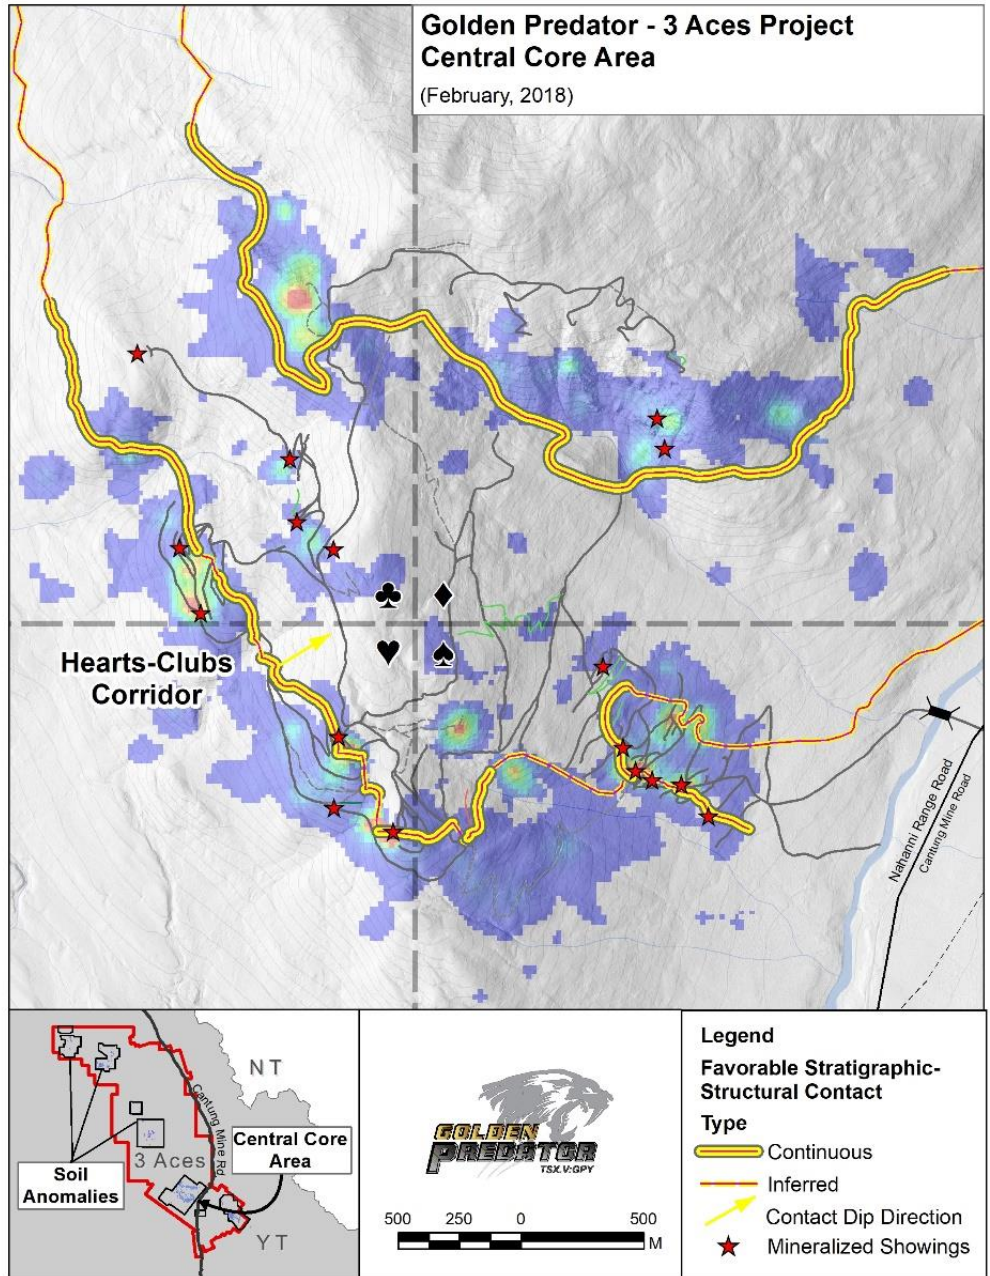 Golden Predator - 3 Aces Project
Central Core Area
(February, 2018)
♣ ♦
♥ ♠
Hearts-Clubs
Corridor
Nahanni Range Road
Cantung Mine Road
NT
Cantung Mine Rd
3 Aces
Central Core
Area
Soil
Anomalies
YT
GOLDEN
PREDATOR
TSX.V:GPY
500 250 0 500
M
Legend
Favorable Stratigraphic-
Structural Contact
Type
Continuous
Inferred
Contact Dip Direction
Mineralized Showings